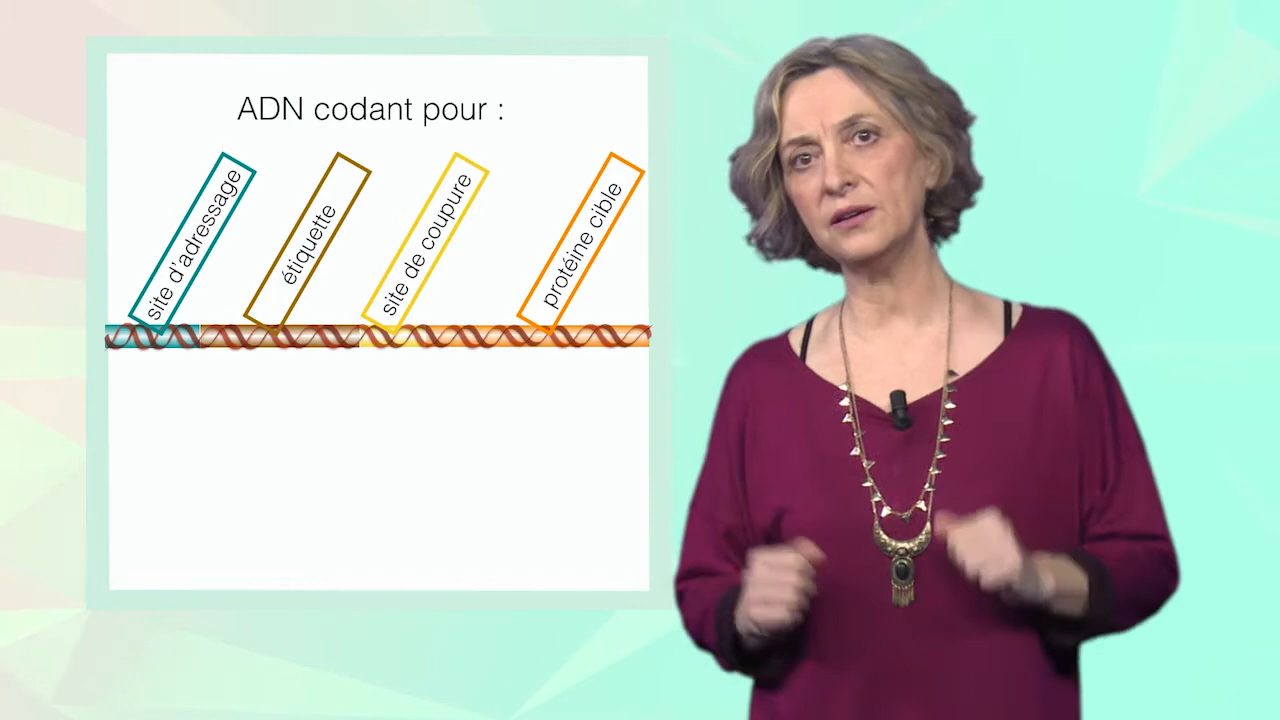 ADN codant pour :
site d'adressage
étiquette
site de coupure
protéine cible